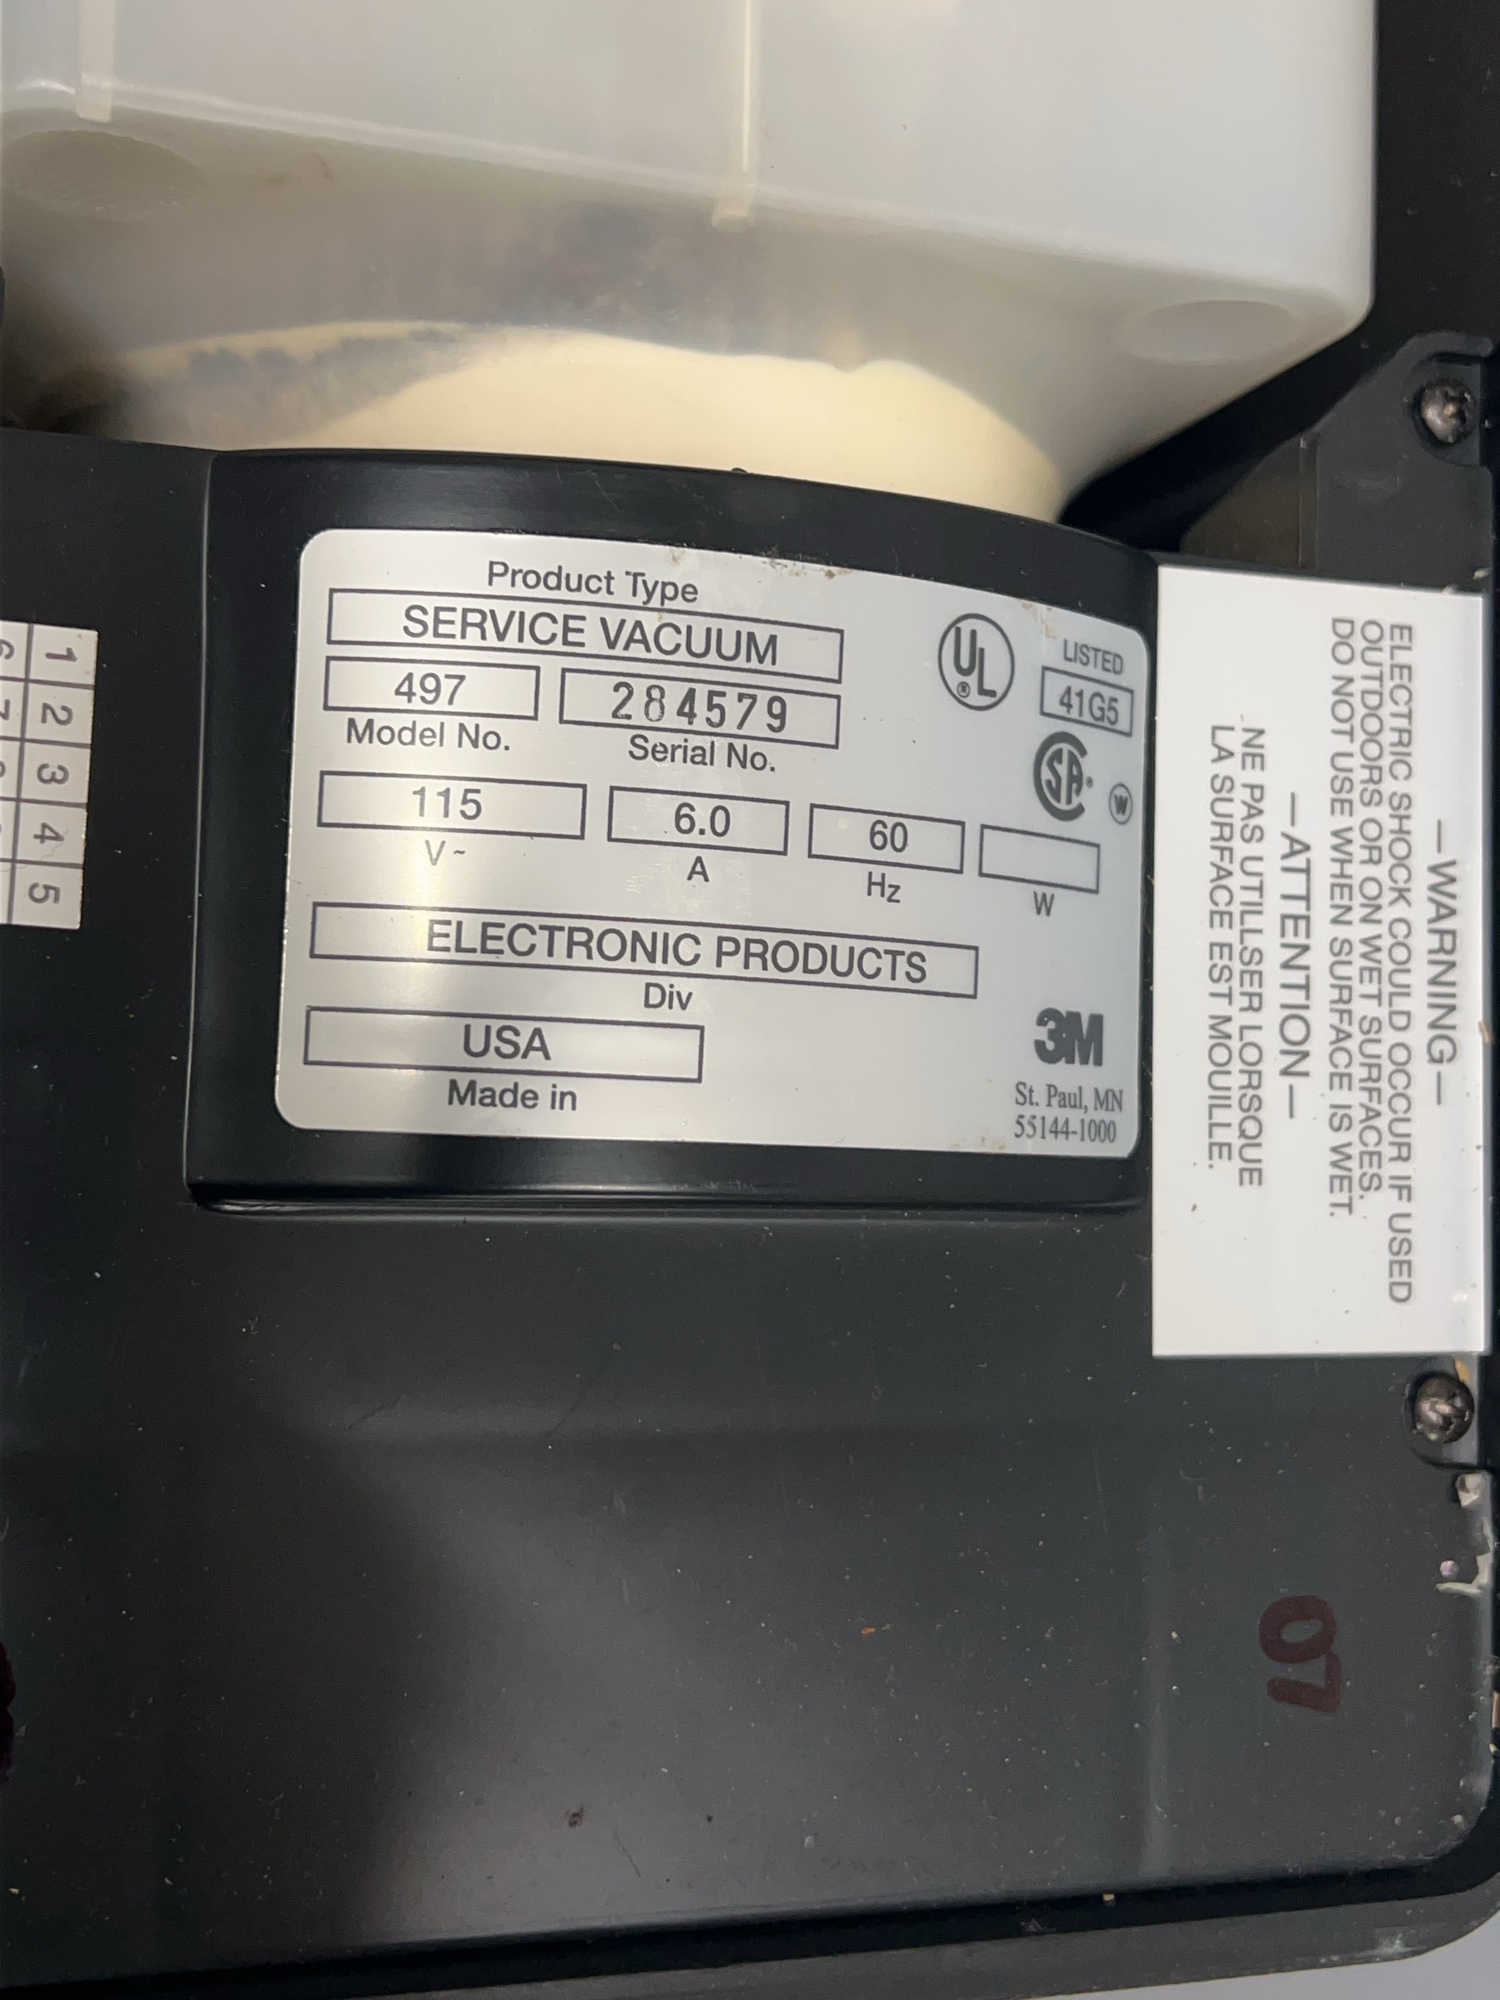 Product Type
SERVICE VACUUM
497
284579
Model No.
Serial No.
115
6.0
60
V~
A
Hz
W
ELECTRONIC PRODUCTS
Div
USA
Made in
UL
®
LISTED
41G5
SA
W
3M
St. Paul, MN
55144-1000
—WARNING—
ELECTRIC SHOCK COULD OCCUR IF USED
OUTDOORS OR ON WET SURFACES.
DO NOT USE WHEN SURFACE IS WET.
—ATTENTION—
NE PAS UTILLSER LORSQUE
LA SURFACE EST MOUILLE.
1 2 3 4 5
07